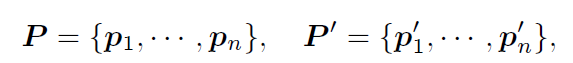 P = {p₁, ⋯ , pₙ}, P′ = {p′₁, ⋯ , p′ₙ},